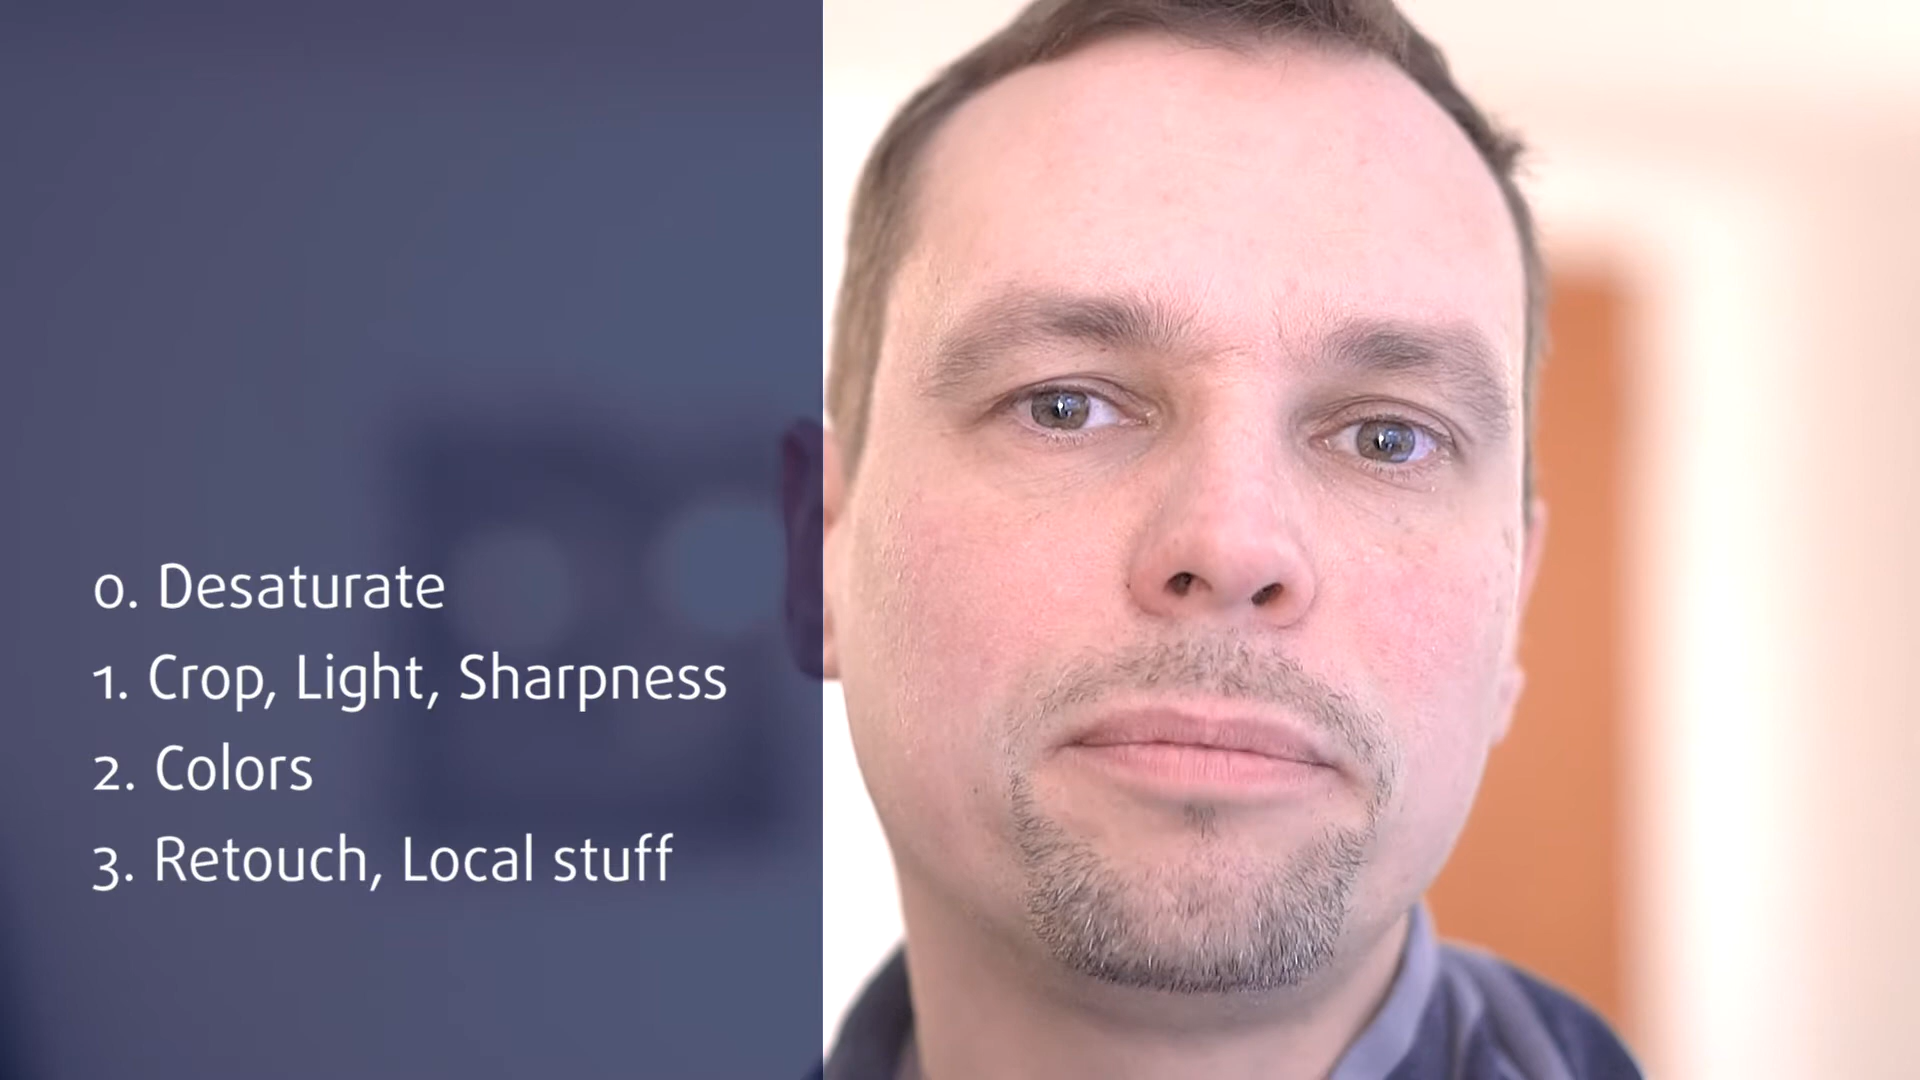 0. Desaturate
1. Crop, Light, Sharpness
2. Colors
3. Retouch, Local stuff